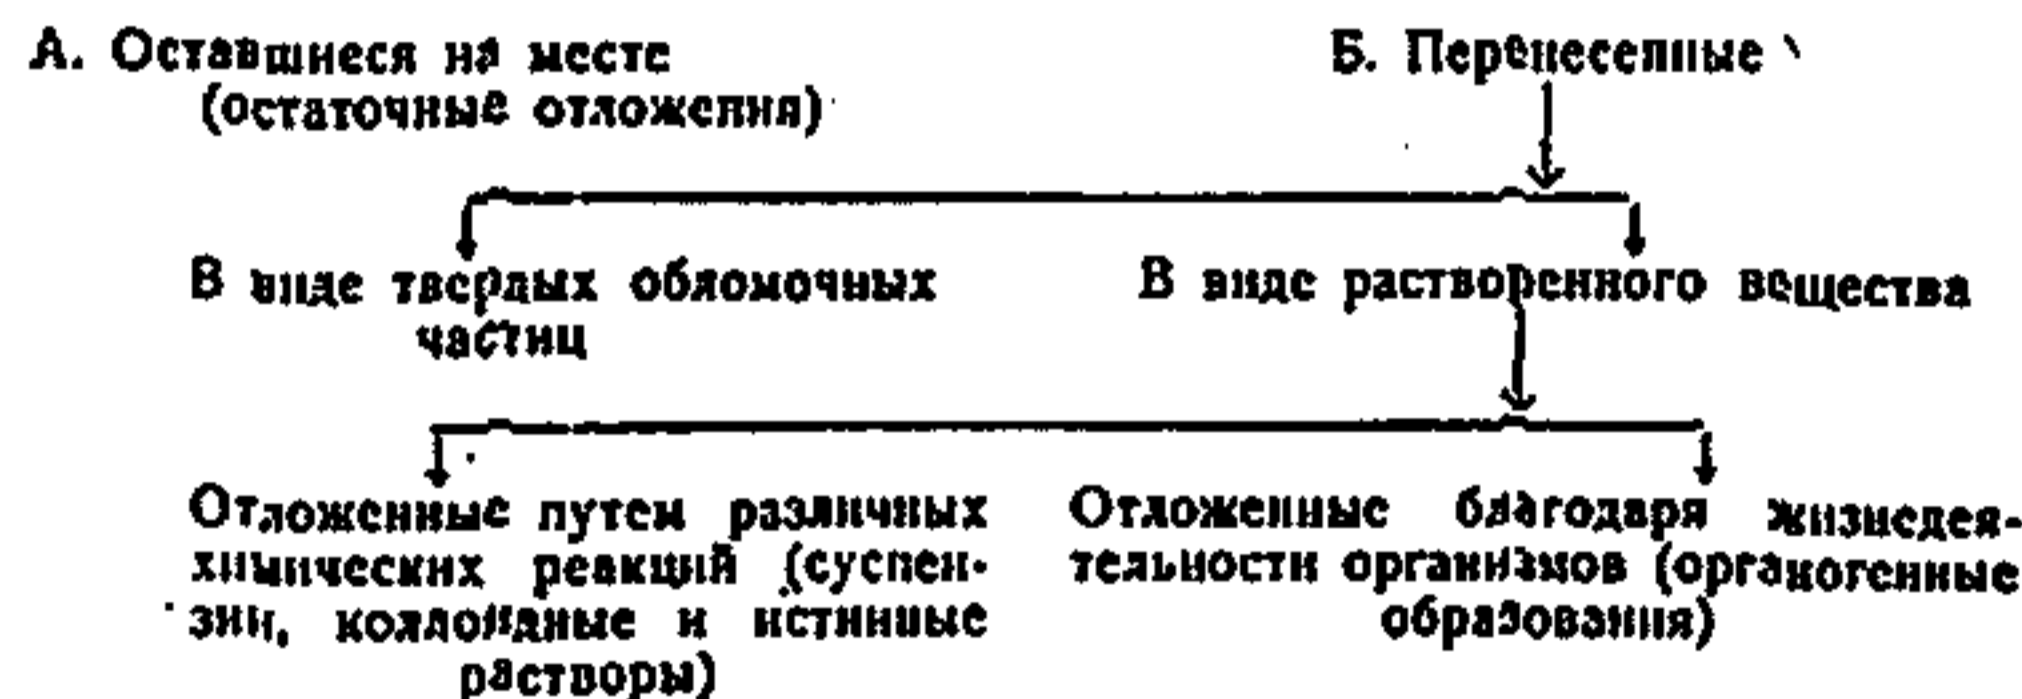 А. Оставшиеся на месте
(остаточные отложения)
Б. Перенесенные
В виде твердых обломочных
частиц
В виде растворенного вещества
Отложенные путем различных
химических реакций (суспен-
зии, коллоидные и истинные
растворы)
Отложенные благодаря жизнедея-
тельности организмов (органогенные
образования)